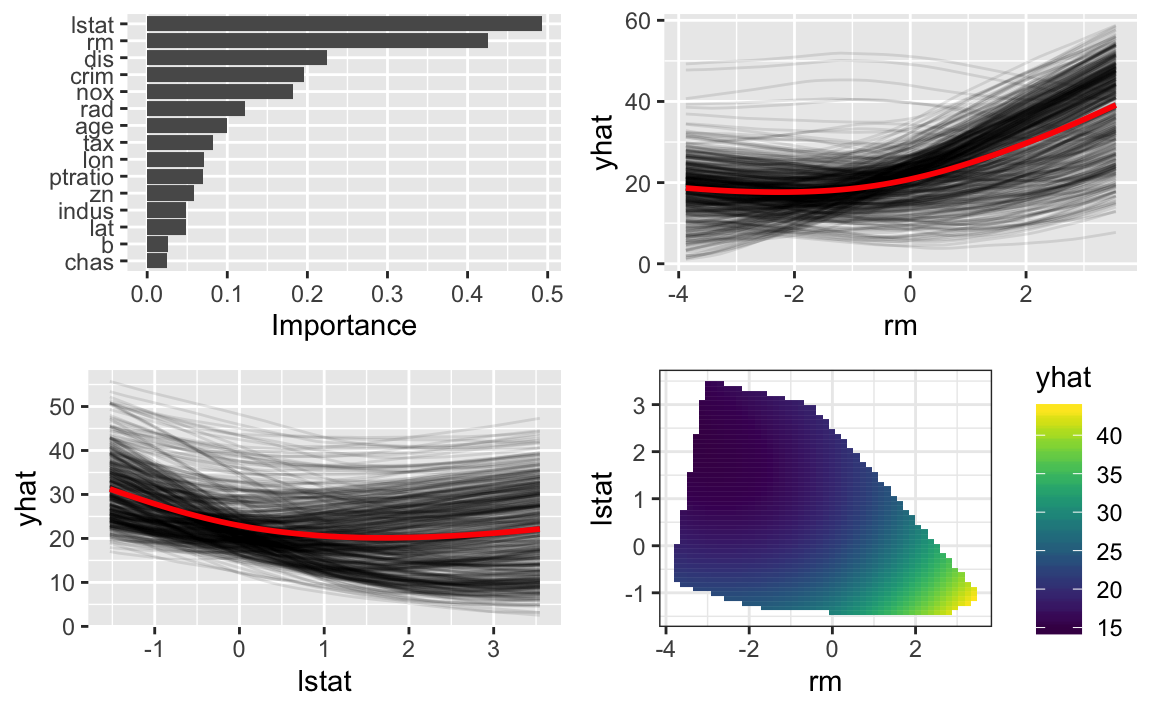 lstat
rm
dis
crim
nox
rad
age
tax
lon
ptratio
zn
indus
lat
b
chas
0.0 0.1 0.2 0.3 0.4 0.5
Importance
60
40
20
0
yhat
-4 -2 0 2
rm
50
40
30
20
10
0
yhat
-1 0 1 2 3
lstat
3
2
1
0
-1
lstat
-4 -2 0 2
rm
yhat
40
35
30
25
20
15